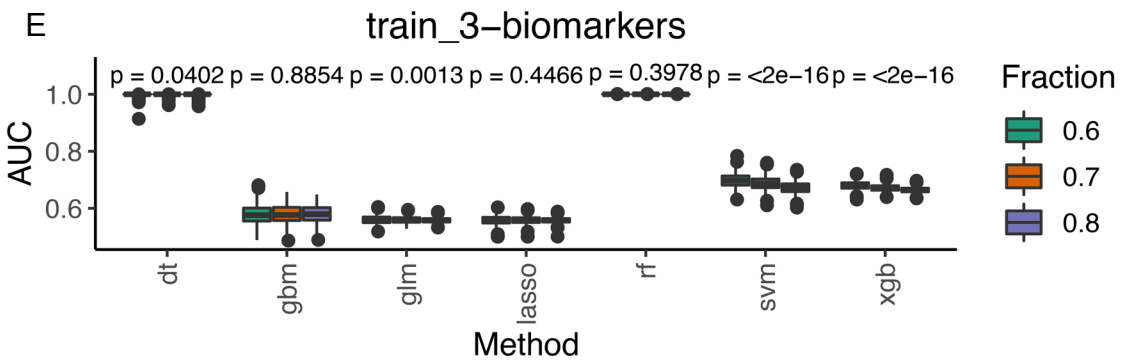 E
train_3−biomarkers
p = 0.0402 p = 0.8854 p = 0.0013 p = 0.4466 p = 0.3978 p = <2e−16 p = <2e−16
1.0
0.8
0.6
AUC
dt
gbm
glm
lasso
rf
svm
xgb
Method
Fraction
0.6
0.7
0.8